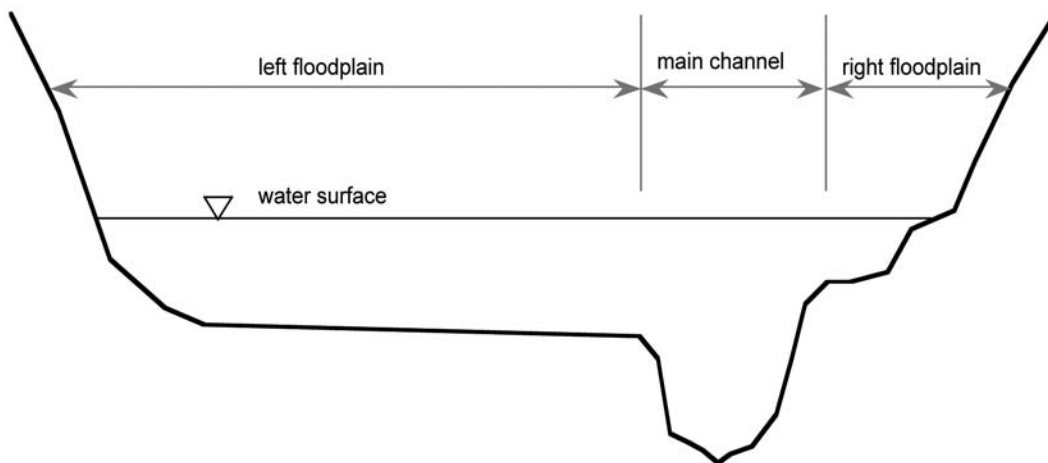 left floodplain
main channel
right floodplain
water surface